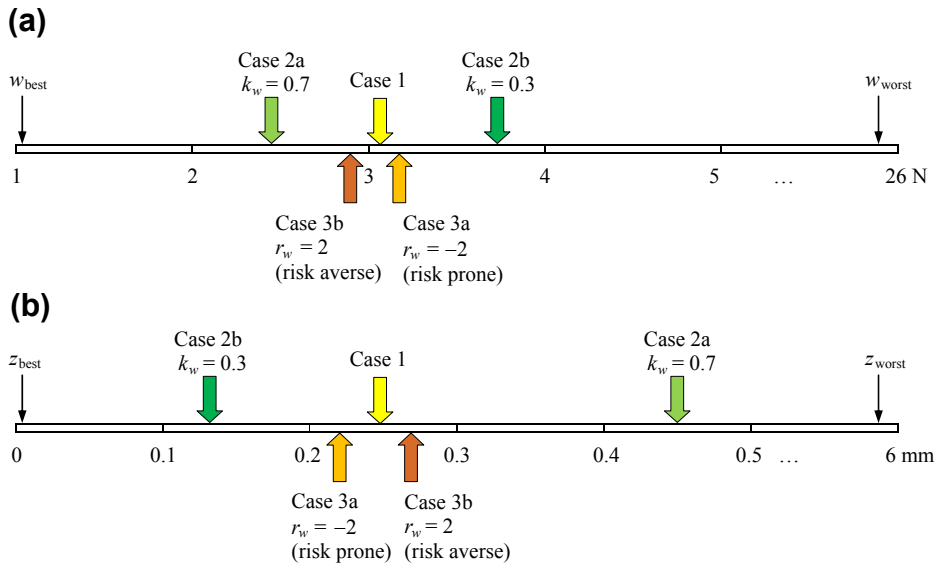 (a)
Case 2a
k_w = 0.7
Case 1
Case 2b
k_w = 0.3
w_best
w_worst
1 2 3 4 5 … 26 N
Case 3b
r_w = 2
(risk averse)
Case 3a
r_w = –2
(risk prone)
(b)
Case 2b
k_w = 0.3
Case 1
Case 2a
k_w = 0.7
z_best
z_worst
0 0.1 0.2 0.3 0.4 0.5 … 6 mm
Case 3a
r_w = –2
(risk prone)
Case 3b
r_w = 2
(risk averse)